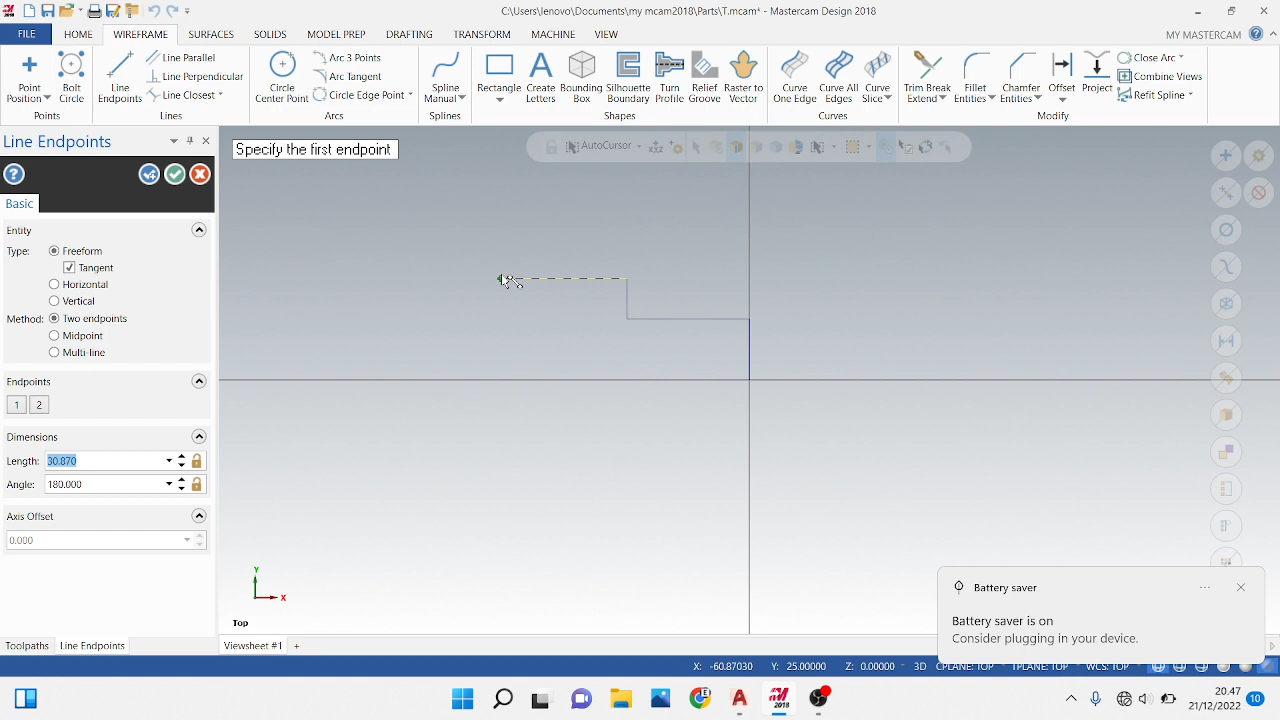 C:\Users\lexowo\Documents\my mcam2018\Parts\T.mcam* - Mastercam Design 2018
FILE HOME WIREFRAME SURFACES SOLIDS MODEL PREP DRAFTING TRANSFORM MACHINE VIEW MY MASTERCAM
Point Position Bolt Circle
Line Endpoints Line Parallel
Line Perpendicular
Line Closest
Circle Center Point Arc 3 Points
Arc Tangent
Circle Edge Point
Spline Manual
Rectangle Create Letters Bounding Box Silhouette Boundary Turn Profile Relief Groove Raster to Vector
Curve One Edge Curve All Edges Curve Slice
Trim Break Extend Fillet Entities Chamfer Entities Offset Project Close Arc
Combine Views
Refit Spline
Points Lines Arcs Splines Shapes Curves Modify
Line Endpoints
Specify the first endpoint
AutoCursor
Basic
Entity
Type: Freeform
Tangent
Horizontal
Vertical
Method: Two endpoints
Midpoint
Multi-line
Endpoints
1 2
Dimensions
Length: 30.870
Angle: 180.000
Axis Offset
0.000
Y
X
Top
Battery saver
Battery saver is on
Consider plugging in your device.
Toolpaths Line Endpoints Viewsheet #1 +
X: -60.87030 Y: 25.00000 Z: 0.00000 3D CPLANE: TOP TPLANE: TOP WCS: TOP
2018
20.47
21/12/2022
10